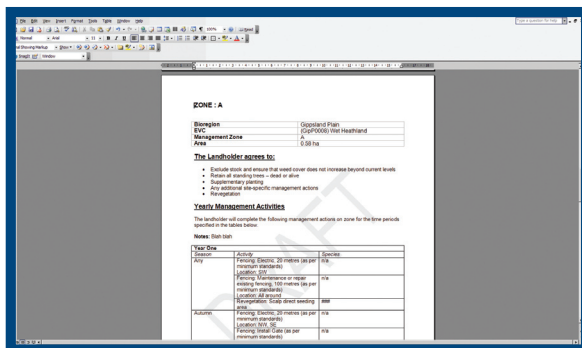 File Edit View Insert Format Tools Table Window Help
Type a question for help
100%
Read
Normal Arial 11 B I U
Final Showing Markup Show
Window
ZONE : A
Bioregion Gippsland Plain
EVC (GipP0008) Wet Heathland
Management Zone A
Area 0.58 ha
The Landholder agrees to:
• Exclude stock and ensure that weed cover does not increase beyond current levels
• Retain all standing trees – dead or alive
• Supplementary planting
• Any additional site-specific management actions
• Revegetation
Yearly Management Activities
The landholder will complete the following management actions on zone for the time periods
specified in the tables below.
Notes: Blah blah
Year One
Season Activity Species
Any Fencing: Electric, 20 metres (as per n/a
minimum standards)
Location: SW
Fencing: Maintenance or repair n/a
existing fencing, 100 metres (as per
minimum standards)
Location: All around
Revegetation: Scalp direct seeding ###
area
Autumn Fencing: Electric, 20 metres (as per n/a
minimum standards)
Location: NW, SE
Fencing: Install Gate (as per n/a
minimum standards)
DRAFT